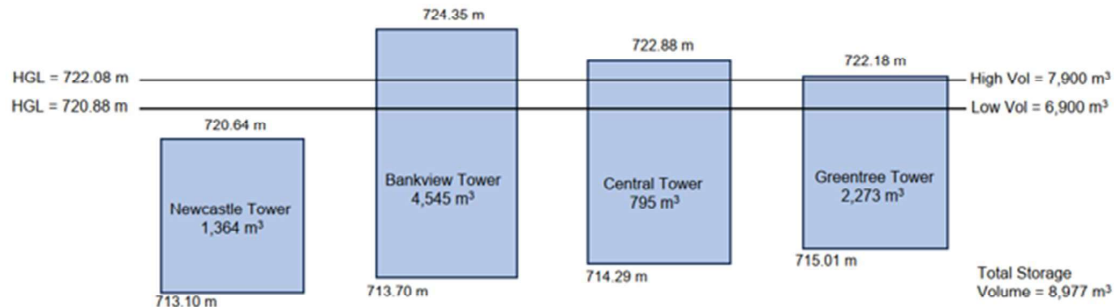 724.35 m
722.88 m
722.18 m
HGL = 722.08 m
High Vol = 7,900 m³
HGL = 720.88 m
Low Vol = 6,900 m³
720.64 m
Newcastle Tower
1,364 m³
Bankview Tower
4,545 m³
Central Tower
795 m³
Greentree Tower
2,273 m³
713.10 m
713.70 m
714.29 m
715.01 m
Total Storage
Volume = 8,977 m³